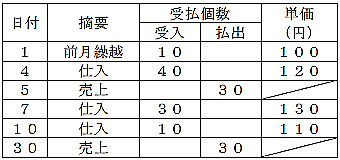 日付 摘要 受払個数 単価（円）
受入 払出
１ 前月繰越 １０ １００
４ 仕入 ４０ １２０
５ 売上 ３０
７ 仕入 ３０ １３０
１０ 仕入 １０ １１０
３０ 売上 ３０